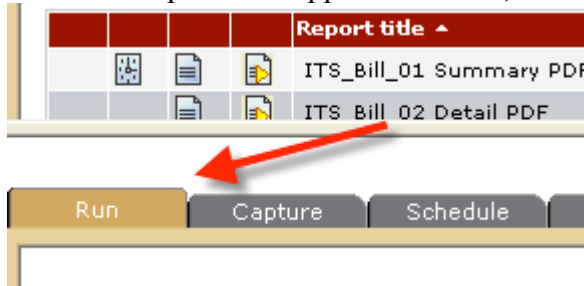 Report title
ITS_Bill_01 Summary PDF
ITS_Bill_02 Detail PDF
Run Capture Schedule